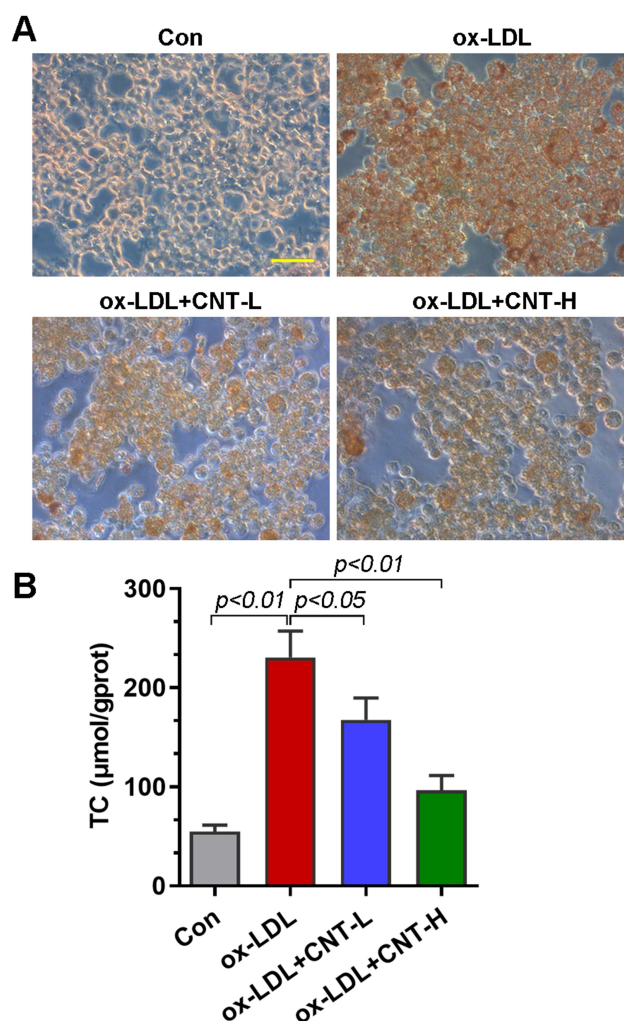 A
Con
ox-LDL
ox-LDL+CNT-L
ox-LDL+CNT-H
B
TC (μmol/gprot)
300
200
100
0
p<0.01
p<0.01
p<0.05
Con
ox-LDL
ox-LDL+CNT-L
ox-LDL+CNT-H